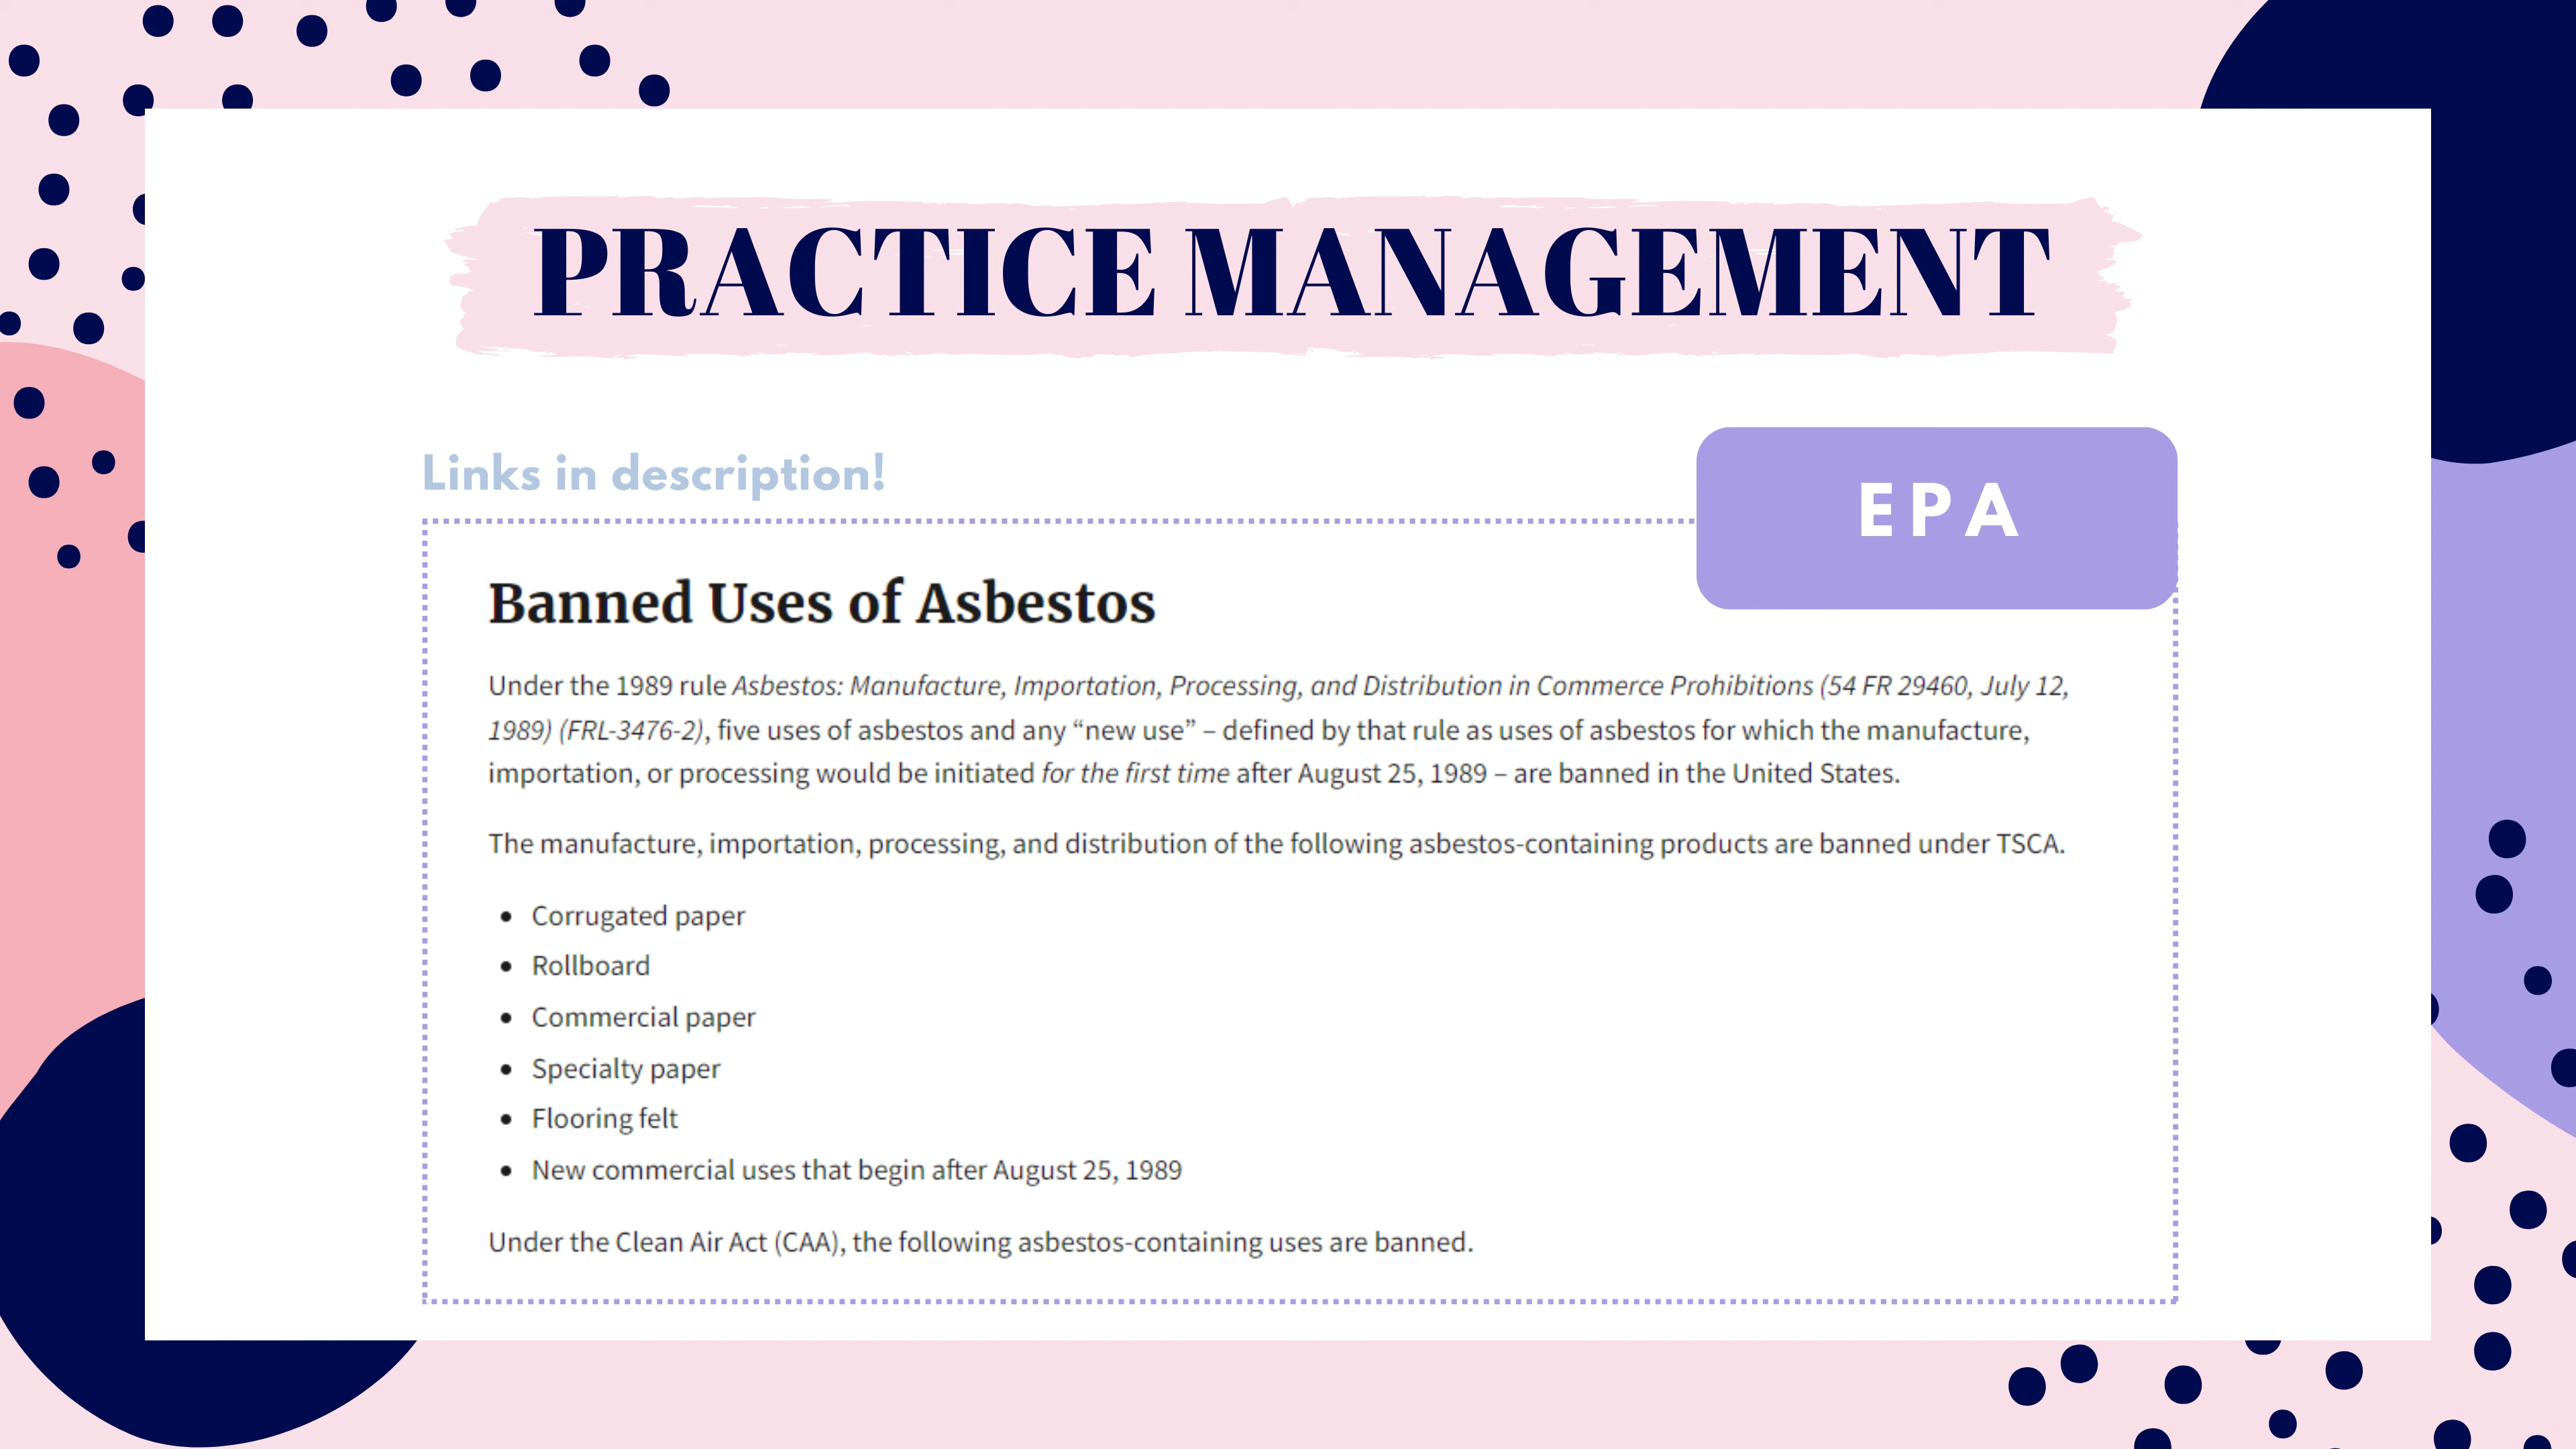 PRACTICE MANAGEMENT
Links in description!
EPA
Banned Uses of Asbestos
Under the 1989 rule Asbestos: Manufacture, Importation, Processing, and Distribution in Commerce Prohibitions (54 FR 29460, July 12,
1989) (FRL-3476-2), five uses of asbestos and any “new use” – defined by that rule as uses of asbestos for which the manufacture,
importation, or processing would be initiated for the first time after August 25, 1989 – are banned in the United States.
The manufacture, importation, processing, and distribution of the following asbestos-containing products are banned under TSCA.
• Corrugated paper
• Rollboard
• Commercial paper
• Specialty paper
• Flooring felt
• New commercial uses that begin after August 25, 1989
Under the Clean Air Act (CAA), the following asbestos-containing uses are banned.